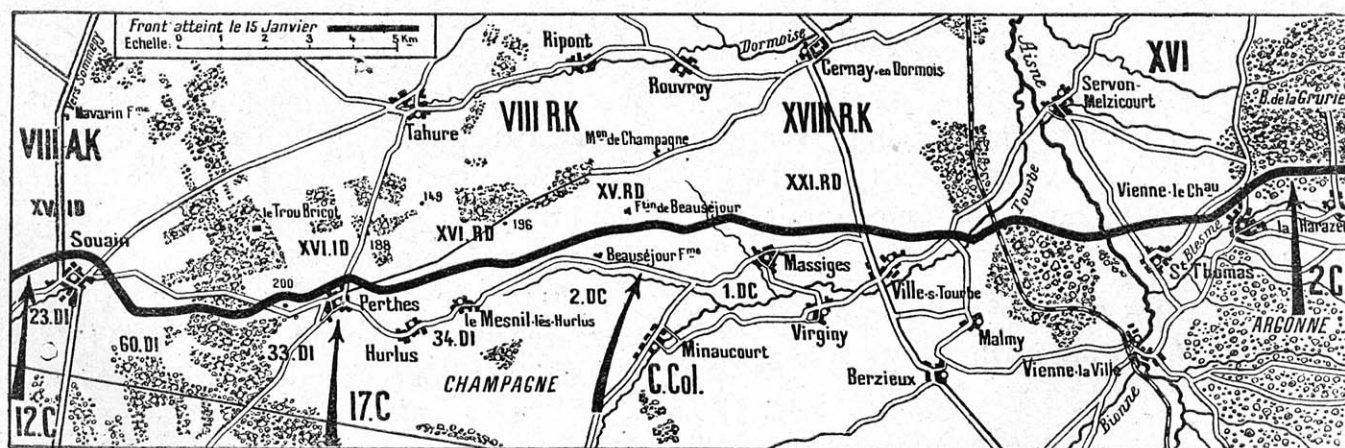 Front atteint le 15 Janvier
Echelle: 0 1 2 3 4 5 Km
Vers Sommepy
Navarin Fme
VIII A.K
Souain
Tahure
Ripont
Rouvroy
Dormoise
Cernay-en Dormois
VIII R.K
XVIII R.K
Mon de Champagne
le Trou Bricot
149
XVI.ID
188
XVI.RD
196
XV.RD
Ftin de Beauséjour
XXI.RD
Aisne
XVI
Servon-
Melzicourt
B. de la Grurie
Tourbe
Vienne-le Chau
la Harazée
St Thomas
Biesme
2.C
ARGONNE
23.DI
60.DI
200
33.DI
Perthes
Hurlus
34.DI
le Mesnil-lès-Hurlus
Beauséjour Fme
2.DC
1.DC
Massiges
Virginy
Ville-s-Tourbe
Malmy
Minaucourt
Berzieux
Vienne-la Ville
Bionne
12.C
17.C
CHAMPAGNE
C.Col.